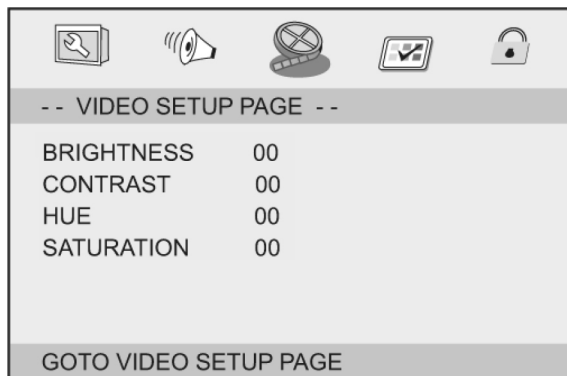 - - VIDEO SETUP PAGE - -
BRIGHTNESS 00
CONTRAST 00
HUE 00
SATURATION 00
GOTO VIDEO SETUP PAGE